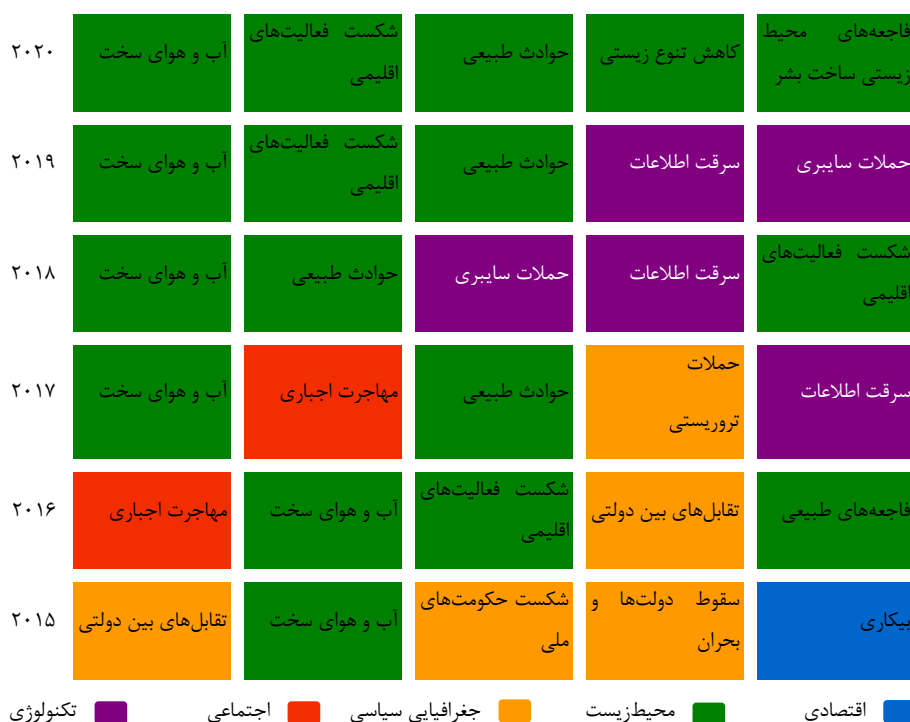 ۲۰۲۰
آب و هوای سخت
شکست فعالیت‌های
اقلیمی
حوادث طبیعی
کاهش تنوع زیستی
فاجعه‌های محیط
زیستی ساخت بشر
۲۰۱۹
آب و هوای سخت
شکست فعالیت‌های
اقلیمی
حوادث طبیعی
سرقت اطلاعات
حملات سایبری
۲۰۱۸
آب و هوای سخت
حوادث طبیعی
حملات سایبری
سرقت اطلاعات
شکست فعالیت‌های
اقلیمی
۲۰۱۷
آب و هوای سخت
مهاجرت اجباری
حوادث طبیعی
حملات
تروریستی
سرقت اطلاعات
۲۰۱۶
مهاجرت اجباری
آب و هوای سخت
شکست فعالیت‌های
اقلیمی
تقابل‌های بین دولتی
فاجعه‌های طبیعی
۲۰۱۵
تقابل‌های بین دولتی
آب و هوای سخت
شکست حکومت‌های
ملی
سقوط دولت‌ها و
بحران
بیکاری
اقتصادی
محیط‌زیست
جغرافیایی سیاسی
اجتماعی
تکنولوژی